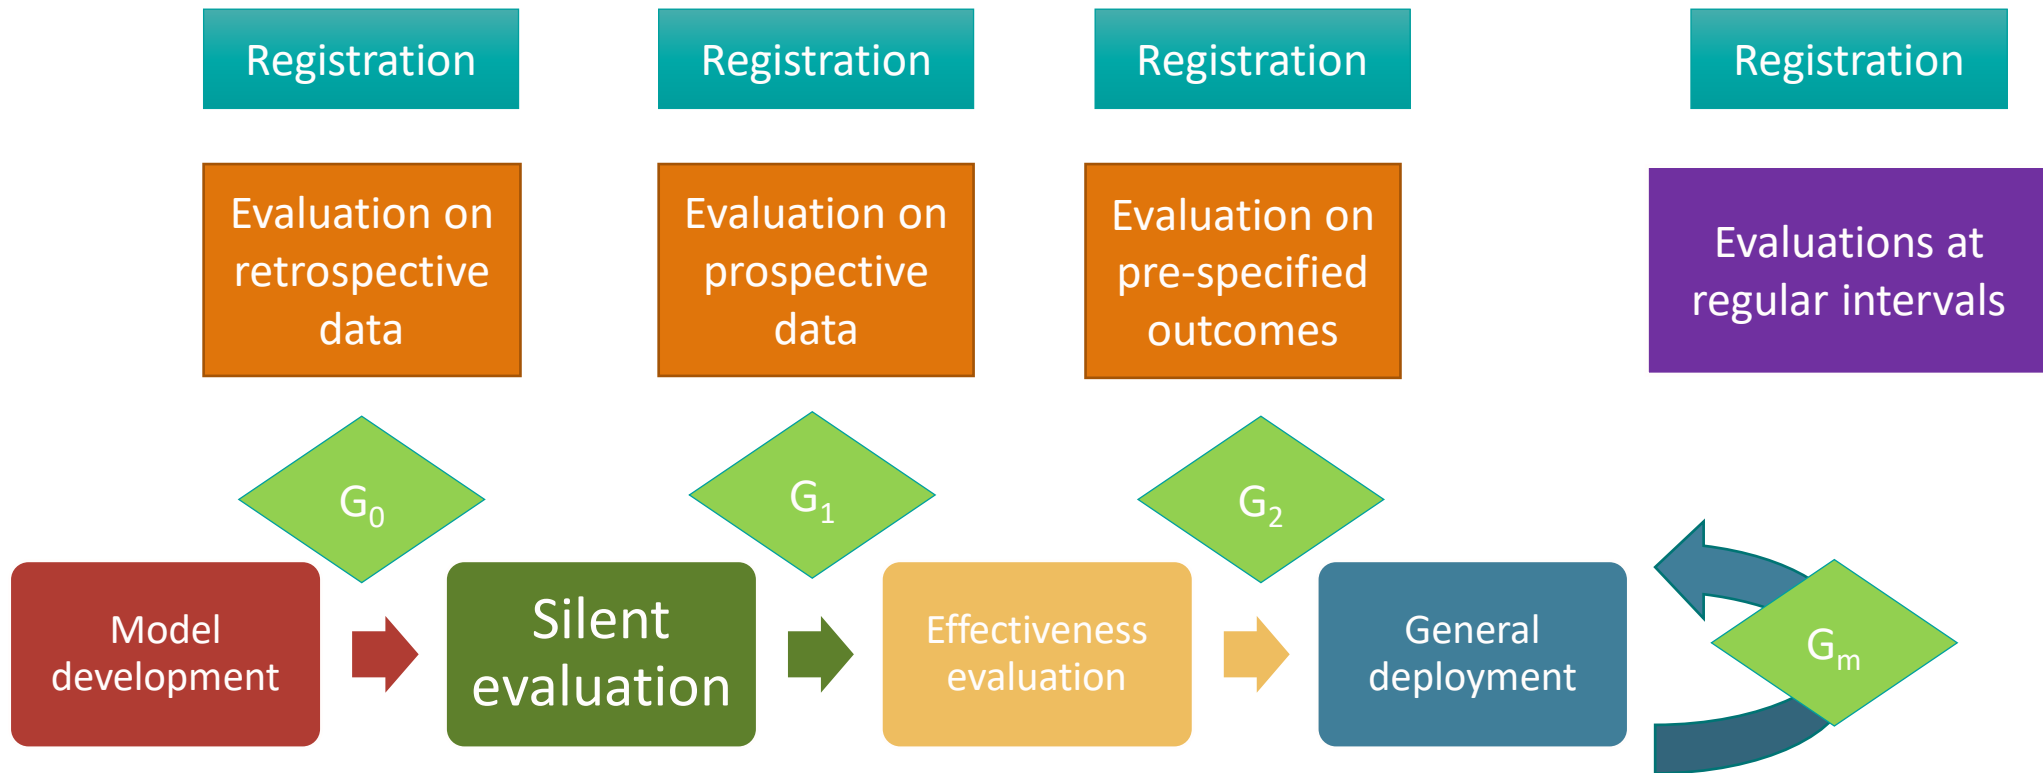 Registration
Registration
Registration
Registration
Evaluation on
retrospective
data
Evaluation on
prospective
data
Evaluation on
pre-specified
outcomes
Evaluations at
regular intervals
G₀
G₁
G₂
Gₘ
Model
development
Silent
evaluation
Effectiveness
evaluation
General
deployment